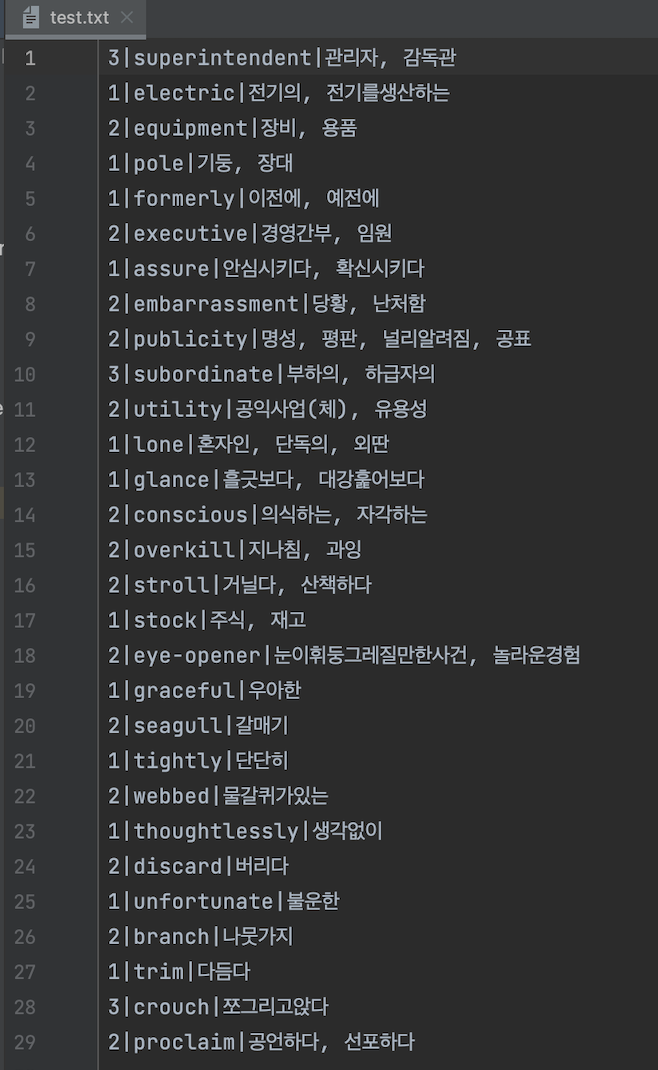 test.txt
1 3|superintendent|관리자, 감독관
2 1|electric|전기의, 전기를생산하는
3 2|equipment|장비, 용품
4 1|pole|기둥, 장대
5 1|formerly|이전에, 예전에
6 2|executive|경영간부, 임원
7 1|assure|안심시키다, 확신시키다
8 2|embarrassment|당황, 난처함
9 2|publicity|명성, 평판, 널리알려짐, 공표
10 3|subordinate|부하의, 하급자의
11 2|utility|공익사업(체), 유용성
12 1|lone|혼자인, 단독의, 외딴
13 1|glance|흘긋보다, 대강훑어보다
14 2|conscious|의식하는, 자각하는
15 2|overkill|지나침, 과잉
16 2|stroll|거닐다, 산책하다
17 1|stock|주식, 재고
18 2|eye-opener|눈이휘둥그레질만한사건, 놀라운경험
19 1|graceful|우아한
20 2|seagull|갈매기
21 1|tightly|단단히
22 2|webbed|물갈퀴가있는
23 1|thoughtlessly|생각없이
24 2|discard|버리다
25 1|unfortunate|불운한
26 2|branch|나뭇가지
27 1|trim|다듬다
28 3|crouch|쪼그리고앉다
29 2|proclaim|공언하다, 선포하다